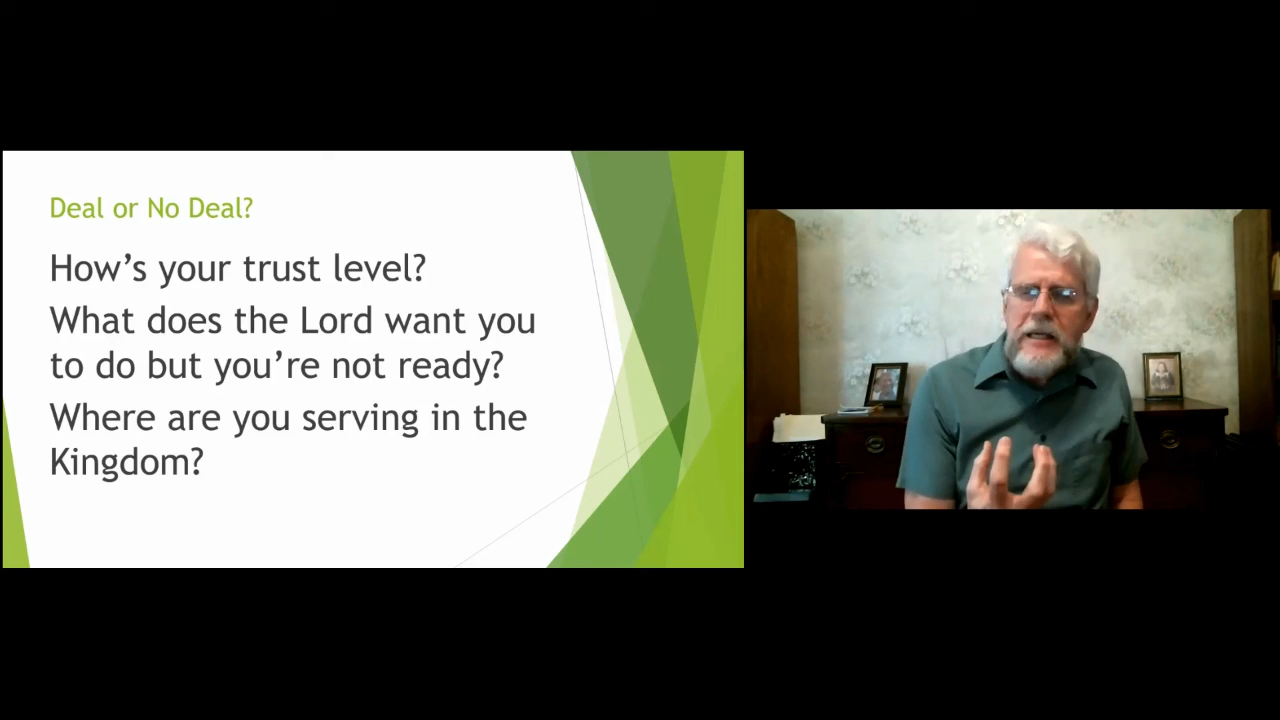 Deal or No Deal?
How’s your trust level?
What does the Lord want you
to do but you’re not ready?
Where are you serving in the
Kingdom?